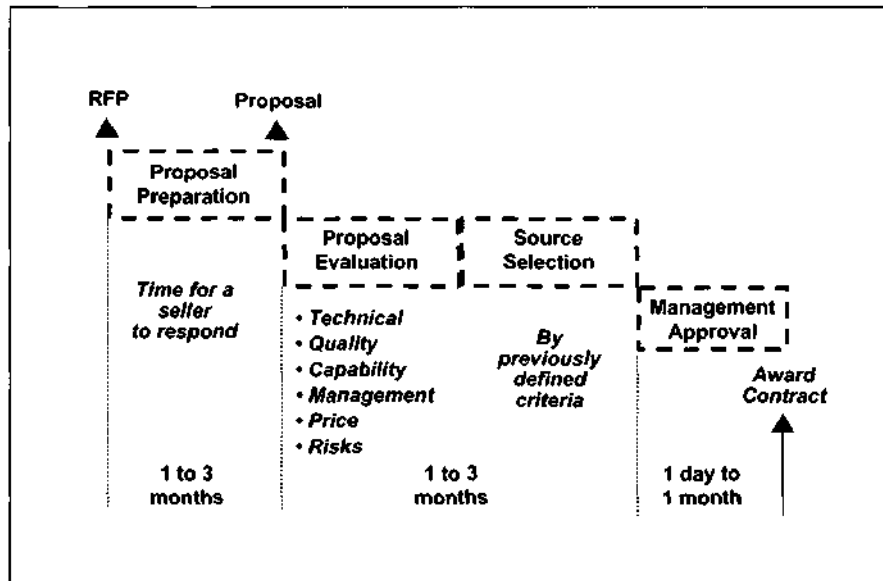 RFP
Proposal
Proposal
Preparation
Proposal
Evaluation
Source
Selection
Management
Approval
Time for a
seller
to respond
• Technical
• Quality
• Capability
• Management
• Price
• Risks
By
previously
defined
criteria
Award
Contract
1 to 3
months
1 to 3
months
1 day to
1 month